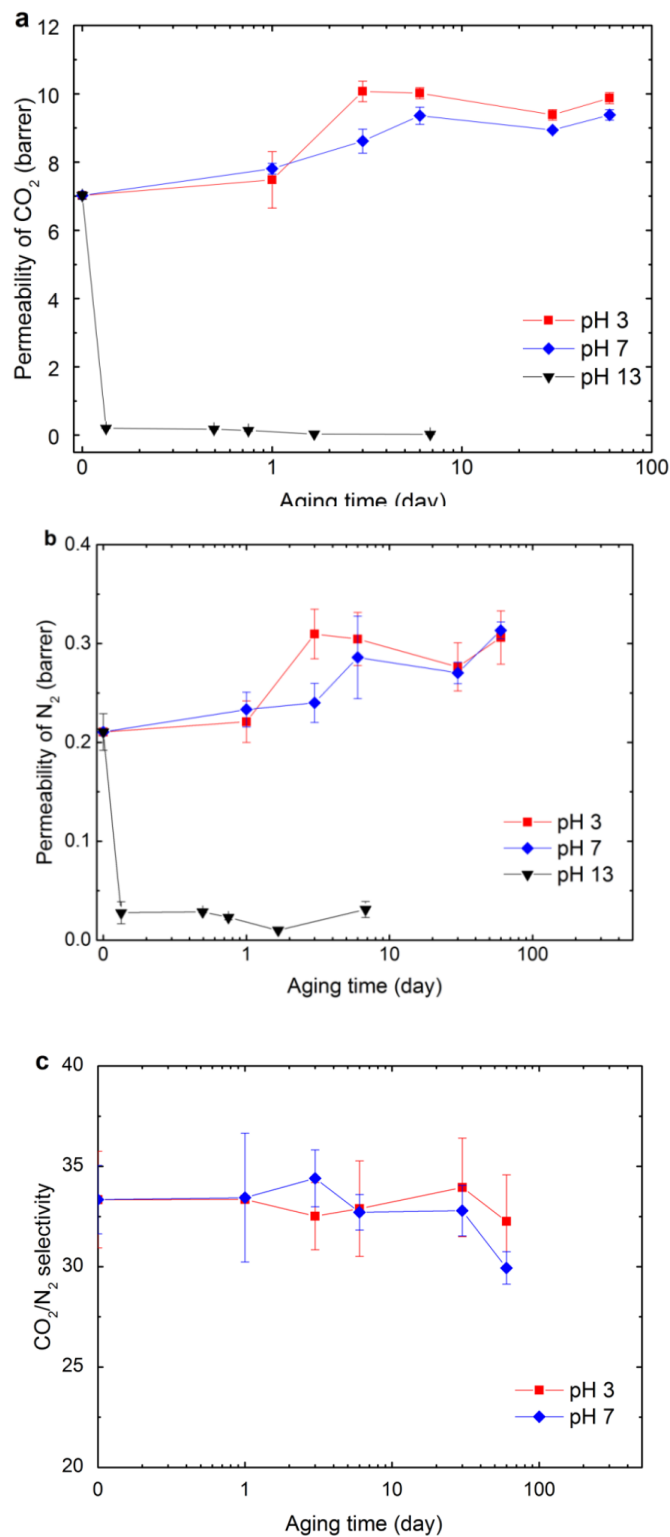 a
12
10
8
6
4
2
0
Permeability of CO₂ (barrer)
pH 3
pH 7
pH 13
0 1 10 100
Aging time (day)
b
0.4
0.3
0.2
0.1
0.0
Permeability of N₂ (barrer)
pH 3
pH 7
pH 13
0 1 10 100
Aging time (day)
c
40
35
30
25
20
CO₂/N₂ selectivity
pH 3
pH 7
0 1 10 100
Aging time (day)